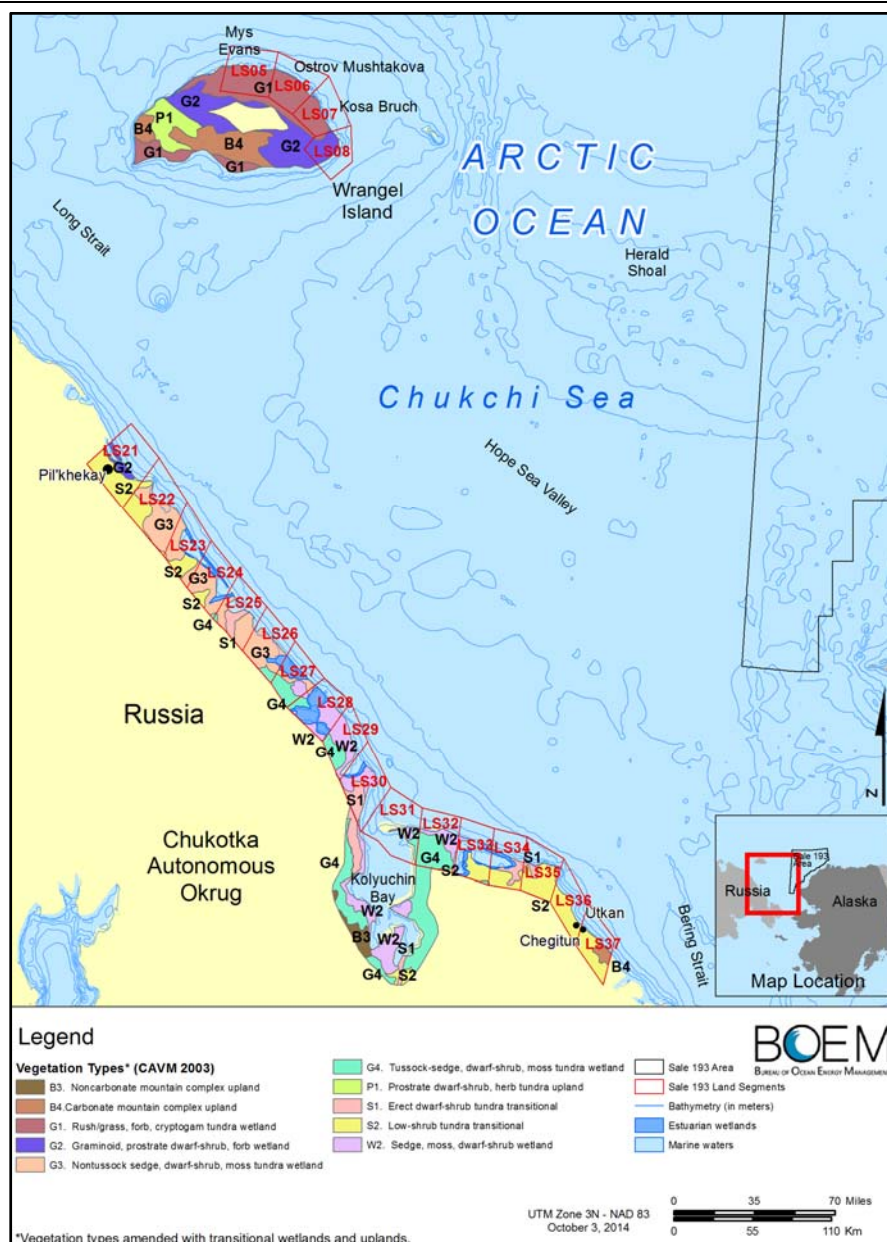 Mys
Evans
Ostrov Mushtakova
LS05
LS06
G1
Kosa Bruch
G2
LS07
P1
B4
B4
G2
LS08
G1
G1
Wrangel
Island
ARCTIC
OCEAN
Long Strait
Herald
Shoal
Chukchi Sea
Hope Sea Valley
LS21
Pil'khekay
G2
S2
LS22
G3
LS23
S2
G3
LS24
S2
LS25
G4
S1
LS26
G3
LS27
G4
LS28
Russia
W2
LS29
G4
W2
LS30
S1
LS31
LS32
W2
W2
LS33
LS34
S1
G4
S2
LS35
Chukotka
Autonomous
Okrug
G4
Kolyuchin
Bay
S2
LS36
W2
Utkan
Chegitun
LS37
B3
W2
S1
B4
G4
S2
Bering Strait
N
Sale 193
Area
Russia
Alaska
Map Location
Legend
Vegetation Types* (CAVM 2003)
B3. Noncarbonate mountain complex upland
B4.Carbonate mountain complex upland
G1. Rush/grass, forb, cryptogam tundra wetland
G2. Graminoid, prostrate dwarf-shrub, forb wetland
G3. Nontussock sedge, dwarf-shrub, moss tundra wetland
G4. Tussock-sedge, dwarf-shrub, moss tundra wetland
P1. Prostrate dwarf-shrub, herb tundra upland
S1. Erect dwarf-shrub tundra transitional
S2. Low-shrub tundra transitional
W2. Sedge, moss, dwarf-shrub wetland
Sale 193 Area
Sale 193 Land Segments
Bathymetry (in meters)
Estuarine wetlands
Marine waters
BOEM
BUREAU OF OCEAN ENERGY MANAGEMENT
UTM Zone 3N - NAD 83
October 3, 2014
0 35 70 Miles
0 55 110 Km
*Vegetation types amended with transitional wetlands and uplands.